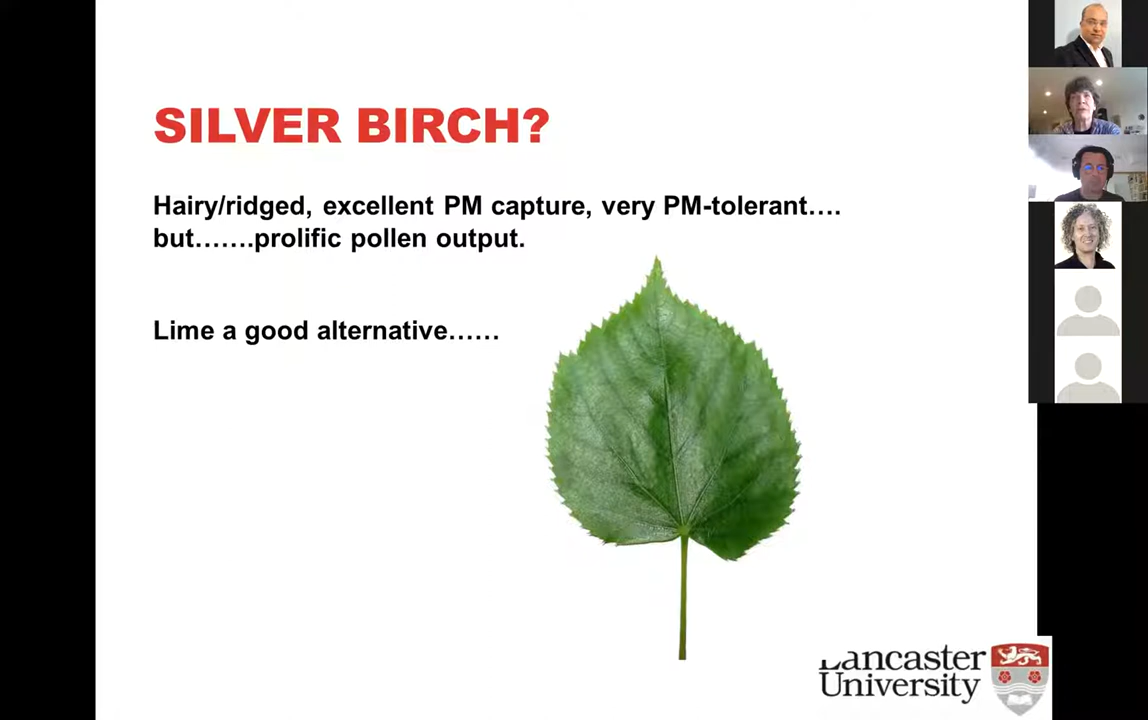 SILVER BIRCH?
Hairy/ridged, excellent PM capture, very PM-tolerant….
but…….prolific pollen output.
Lime a good alternative……
Lancaster
University